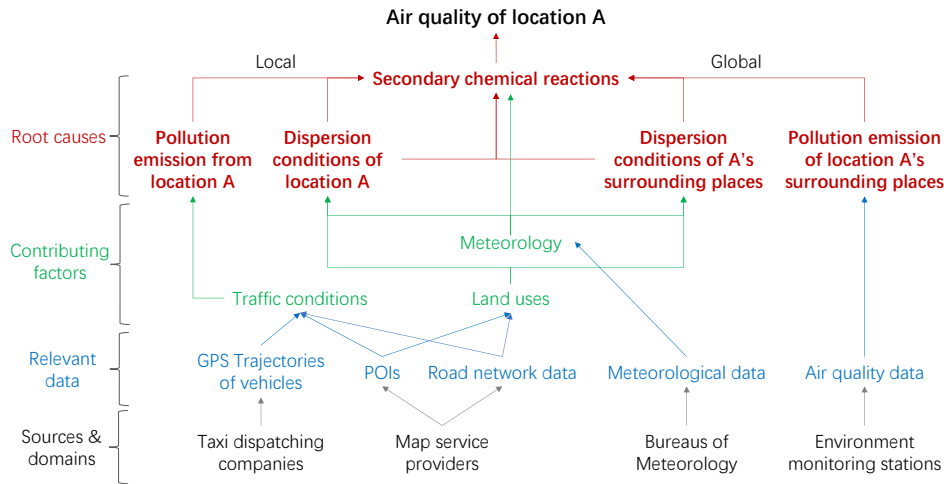 Air quality of location A
Local
Global
Secondary chemical reactions
Root causes
Pollution
emission from
location A
Dispersion
conditions of
location A
Dispersion
conditions of A's
surrounding places
Pollution emission
of location A's
surrounding places
Contributing
factors
Meteorology
Traffic conditions
Land uses
Relevant
data
GPS Trajectories
of vehicles
POIs
Road network data
Meteorological data
Air quality data
Sources &
domains
Taxi dispatching
companies
Map service
providers
Bureaus of
Meteorology
Environment
monitoring stations